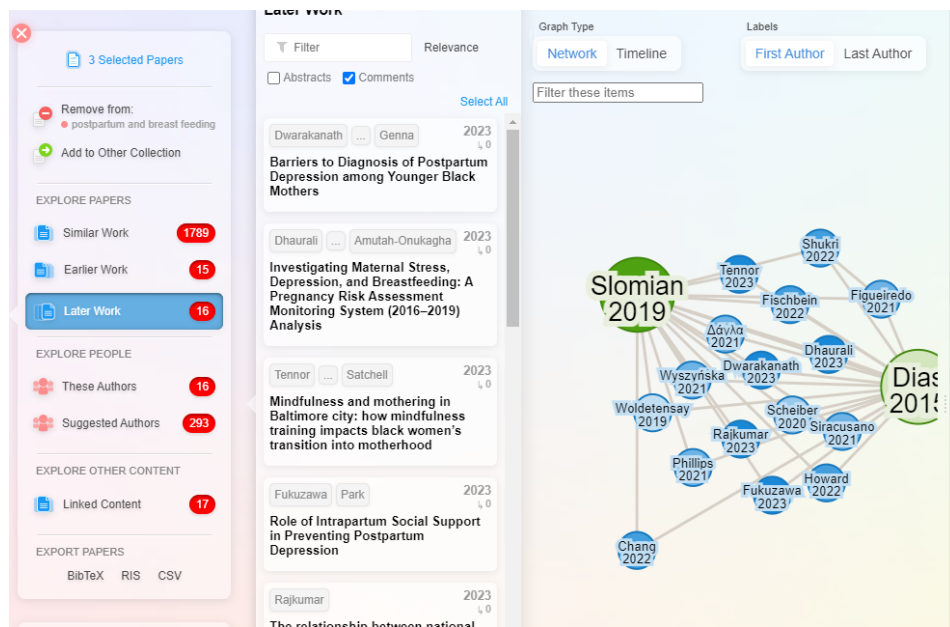 3 Selected Papers
Remove from:
postpartum and breast feeding
Add to Other Collection
EXPLORE PAPERS
Similar Work 1789
Earlier Work 15
Later Work 16
EXPLORE PEOPLE
These Authors 16
Suggested Authors 293
EXPLORE OTHER CONTENT
Linked Content 17
EXPORT PAPERS
BibTeX RIS CSV
Later Work
Filter
Relevance
Abstracts Comments
Select All
Dwarakanath ... Genna 2023
0
Barriers to Diagnosis of Postpartum
Depression among Younger Black
Mothers
Dhaurali ... Amutah-Onukagha 2023
0
Investigating Maternal Stress,
Depression, and Breastfeeding: A
Pregnancy Risk Assessment
Monitoring System (2016–2019)
Analysis
Tennor ... Satchell 2023
0
Mindfulness and mothering in
Baltimore city: how mindfulness
training impacts black women's
transition into motherhood
Fukuzawa Park 2023
0
Role of Intrapartum Social Support
in Preventing Postpartum
Depression
Rajkumar 2023
0
The relationship between national
Graph Type
Network Timeline
Labels
First Author Last Author
Filter these items
Shukri
2022
Tennor
2023
Slomian
2019
Fischbein
2022
Figueiredo
2021
Δάγλα
2021
Dhaurali
2023
Dwarakanath
2023
Wyszyńska
2021
Dias
2015
Woldetensay
2019
Scheiber
2020
Siracusano
2021
Rajkumar
2023
Phillips
2021
Howard
2022
Fukuzawa
2023
Chang
2022